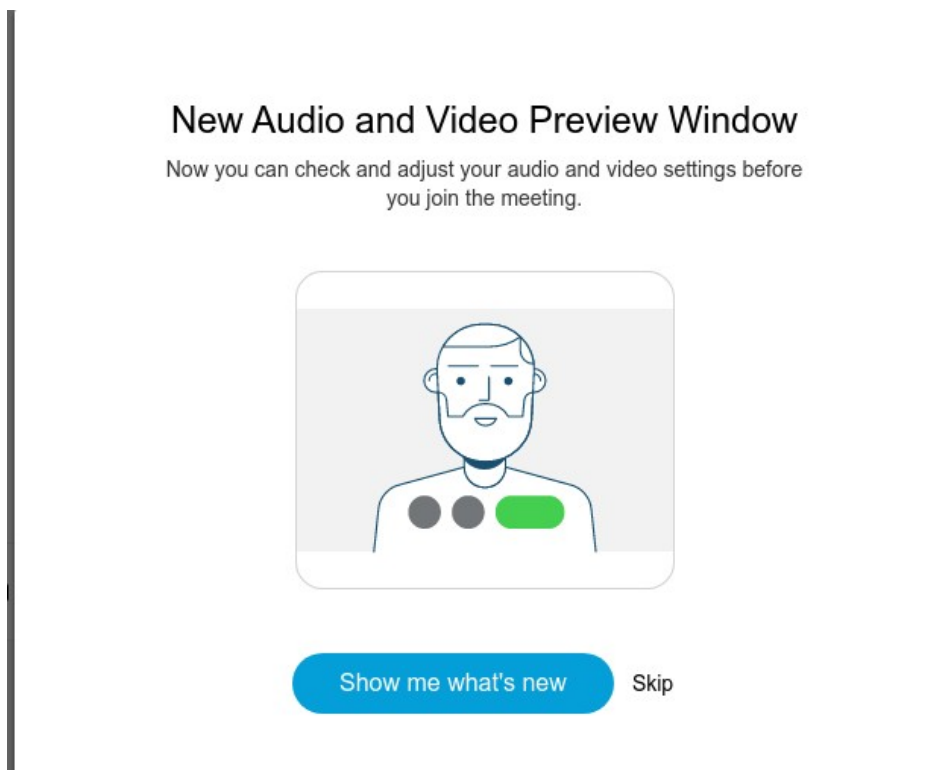 New Audio and Video Preview Window
Now you can check and adjust your audio and video settings before
you join the meeting.
Show me what's new
Skip